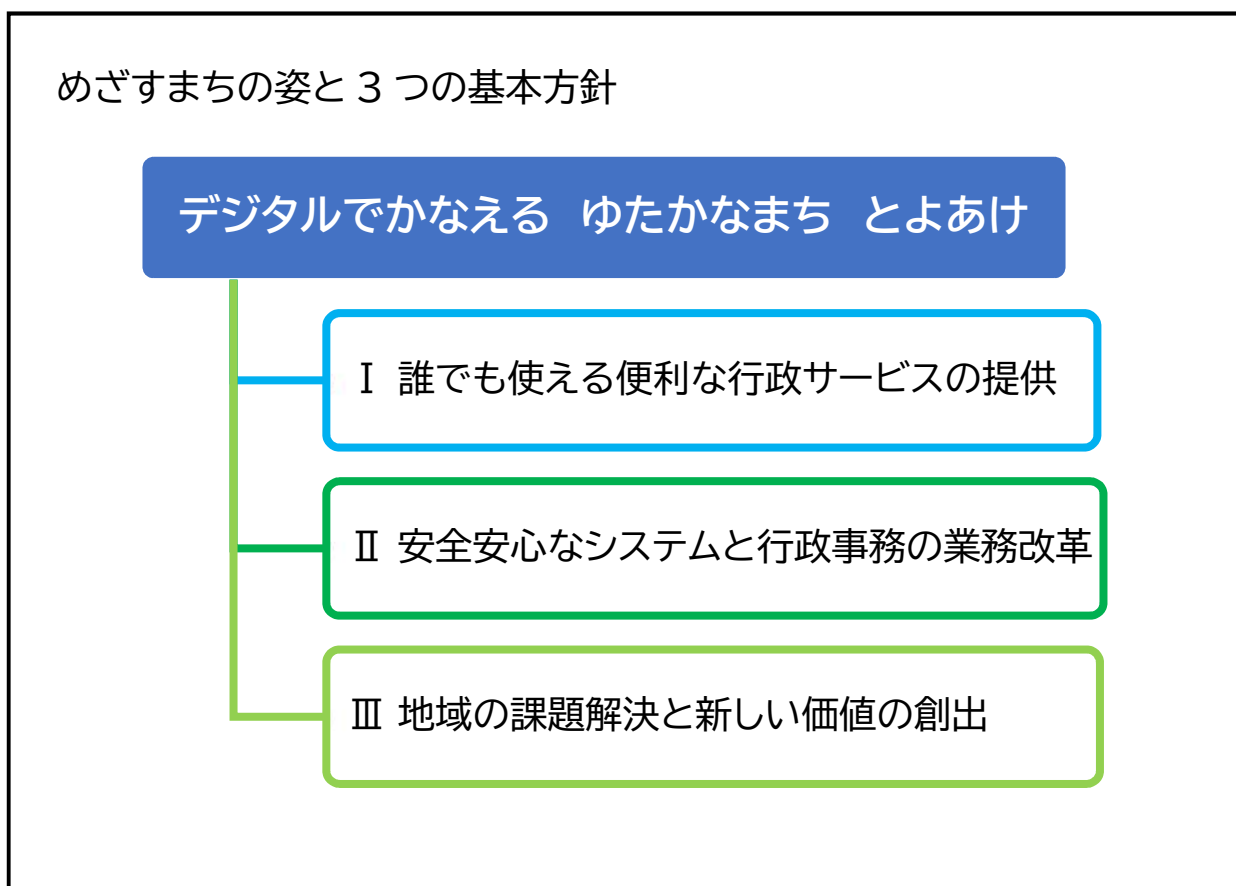 めざすまちの姿と3つの基本方針
デジタルでかなえる　ゆたかなまち　とよあけ
Ⅰ 誰でも使える便利な行政サービスの提供
Ⅱ 安全安心なシステムと行政事務の業務改革
Ⅲ 地域の課題解決と新しい価値の創出